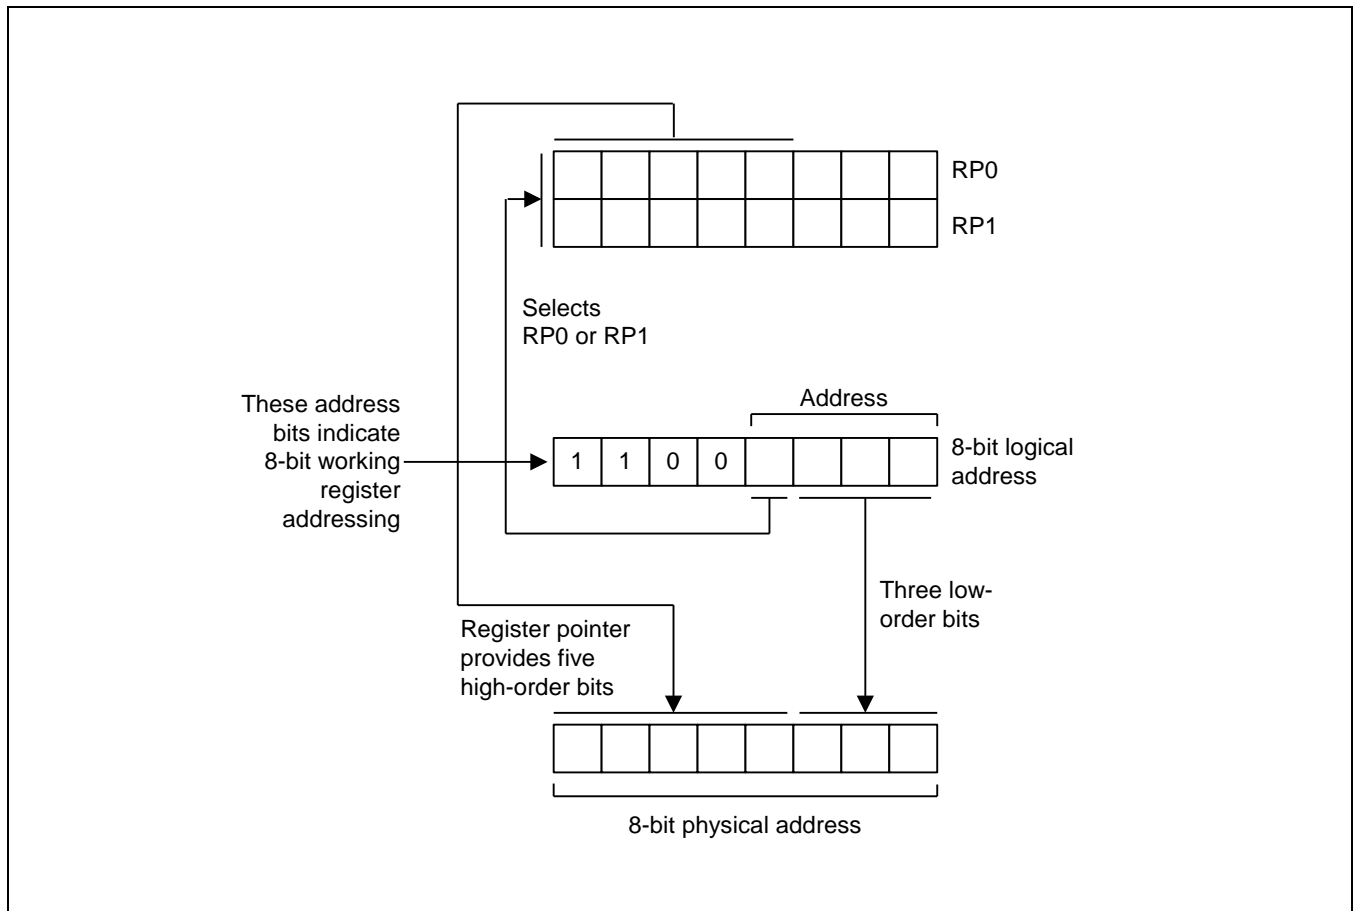 RP0
RP1
Selects
RP0 or RP1
These address
bits indicate
8-bit working
register
addressing
Address
1 1 0 0
8-bit logical
address
Three low-
order bits
Register pointer
provides five
high-order bits
8-bit physical address